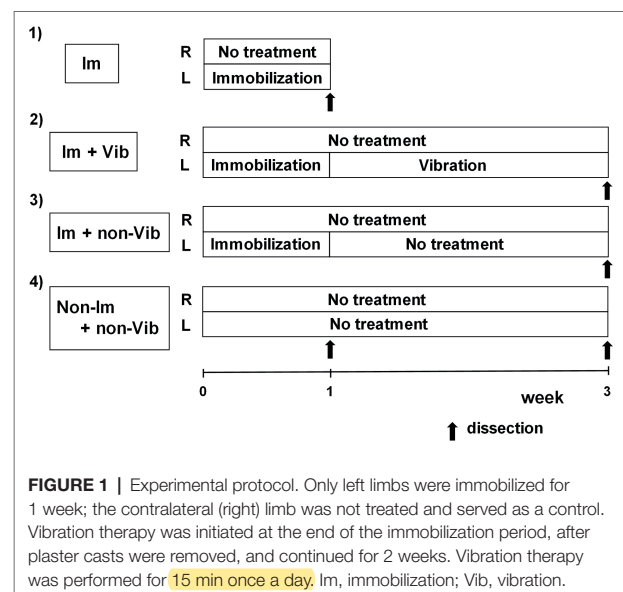 1)
Im
R No treatment
L Immobilization
2)
Im + Vib
R No treatment
L Immobilization Vibration
3)
Im + non-Vib
R No treatment
L Immobilization No treatment
4)
Non-Im
+ non-Vib
R No treatment
L No treatment
0 1 week 3
dissection
FIGURE 1 | Experimental protocol. Only left limbs were immobilized for
1 week; the contralateral (right) limb was not treated and served as a control.
Vibration therapy was initiated at the end of the immobilization period, after
plaster casts were removed, and continued for 2 weeks. Vibration therapy
was performed for 15 min once a day. Im, immobilization; Vib, vibration.